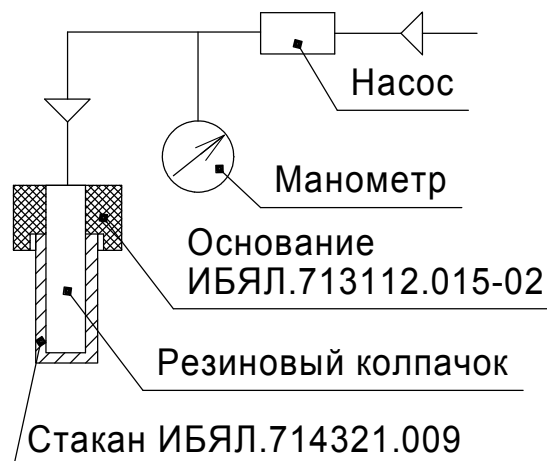 Насос
Манометр
Основание
ИБЯЛ.713112.015-02
Резиновый колпачок
Стакан ИБЯЛ.714321.009